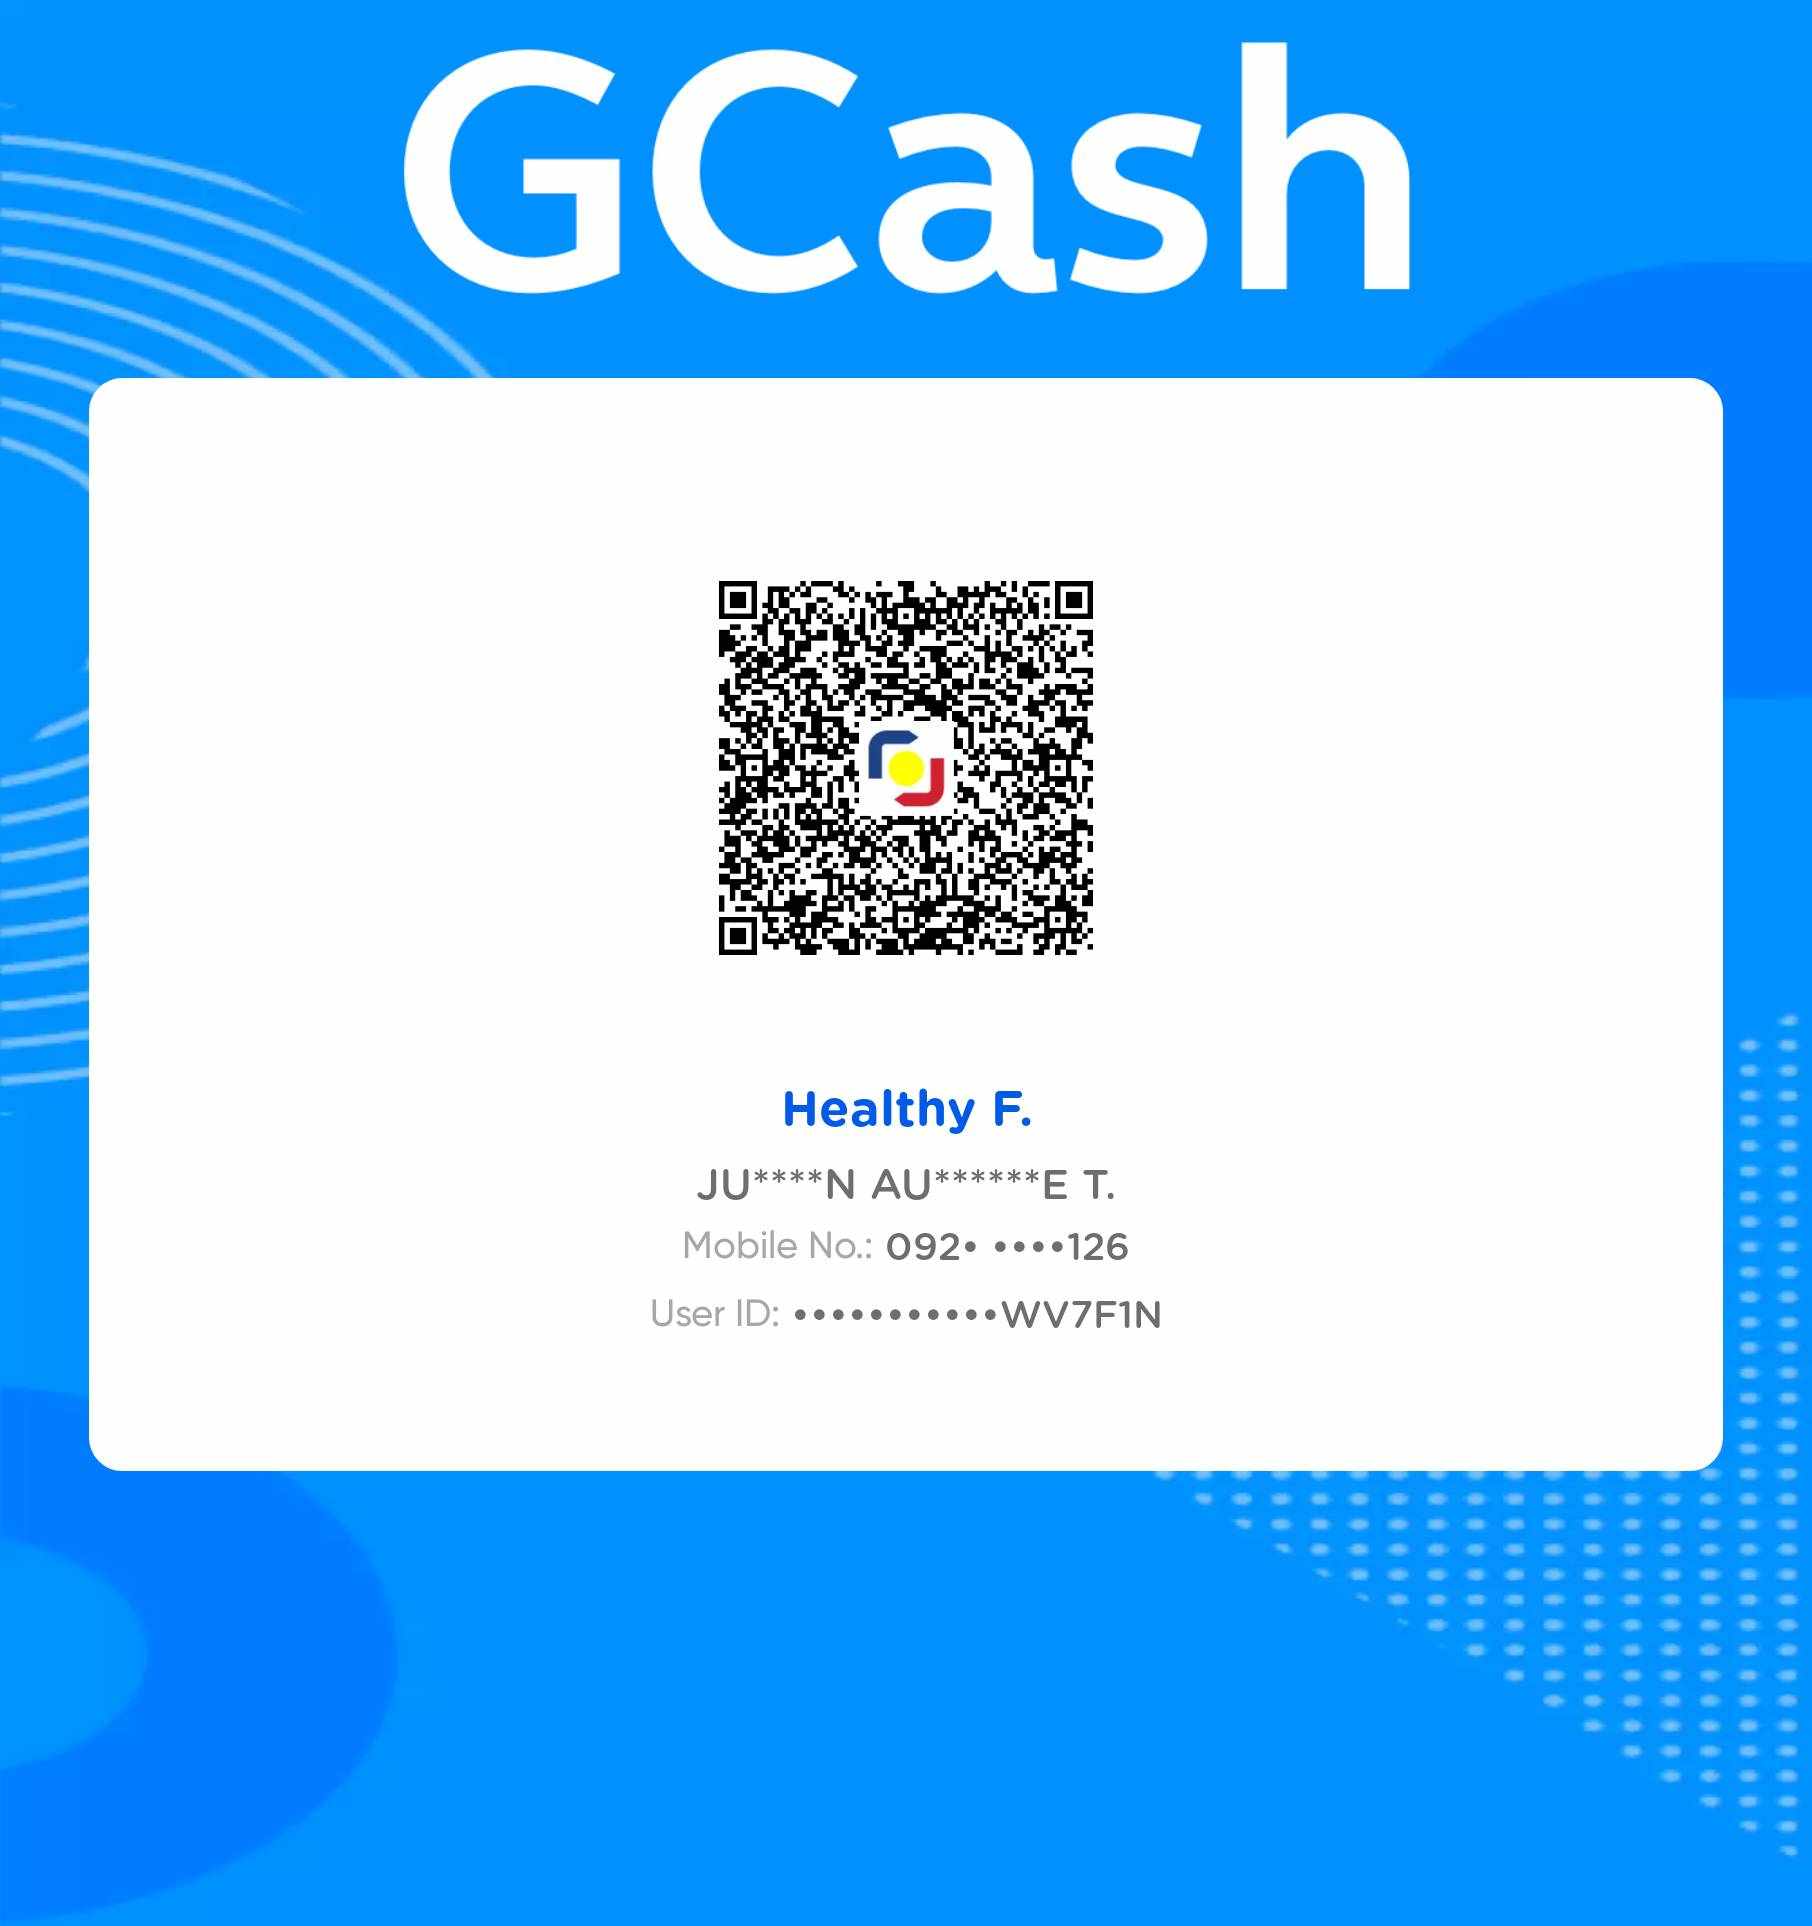 GCash
Healthy F.
JU****N AU******E T.
Mobile No.: 092• ••••126
User ID: •••••••••••WV7F1N